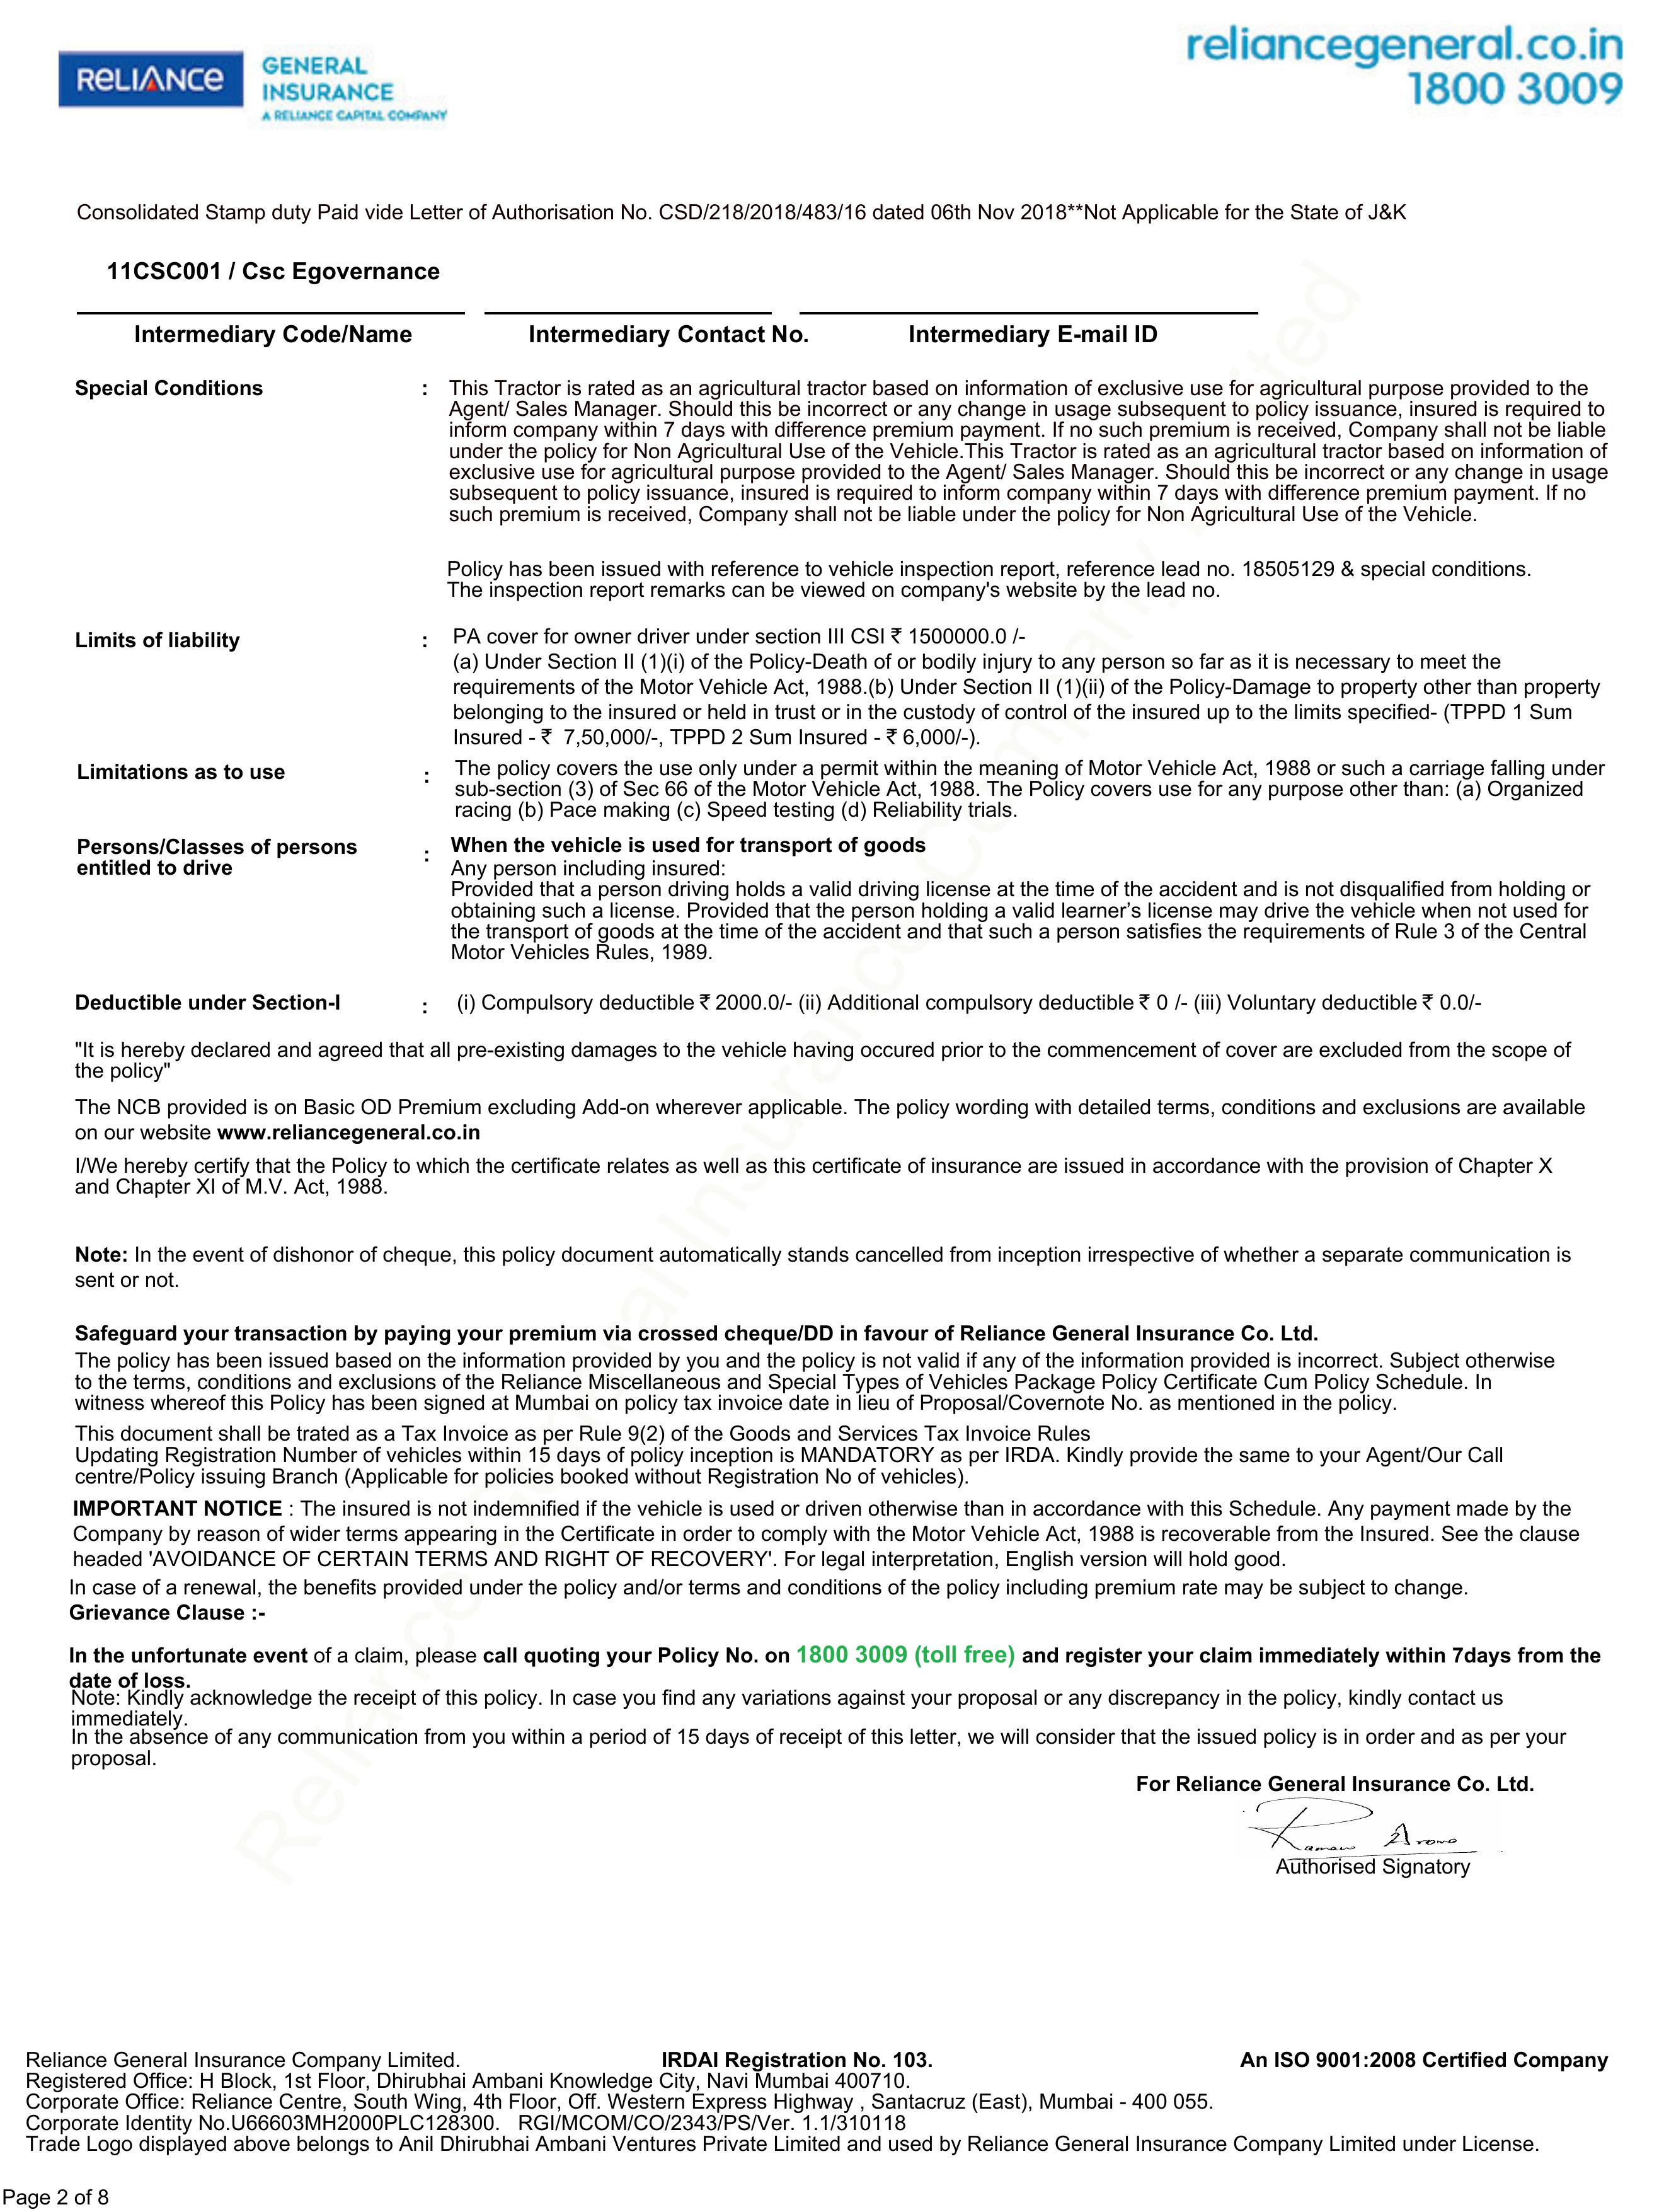 RELIANCE
GENERAL
INSURANCE
A RELIANCE CAPITAL COMPANY
reliancegeneral.co.in
1800 3009
Consolidated Stamp duty Paid vide Letter of Authorisation No. CSD/218/2018/483/16 dated 06th Nov 2018**Not Applicable for the State of J&K
11CSC001 / Csc Egovernance
Intermediary Code/Name Intermediary Contact No. Intermediary E-mail ID
Special Conditions : This Tractor is rated as an agricultural tractor based on information of exclusive use for agricultural purpose provided to the
Agent/ Sales Manager. Should this be incorrect or any change in usage subsequent to policy issuance, insured is required to
inform company within 7 days with difference premium payment. If no such premium is received, Company shall not be liable
under the policy for Non Agricultural Use of the Vehicle.This Tractor is rated as an agricultural tractor based on information of
exclusive use for agricultural purpose provided to the Agent/ Sales Manager. Should this be incorrect or any change in usage
subsequent to policy issuance, insured is required to inform company within 7 days with difference premium payment. If no
such premium is received, Company shall not be liable under the policy for Non Agricultural Use of the Vehicle.
Policy has been issued with reference to vehicle inspection report, reference lead no. 18505129 & special conditions.
The inspection report remarks can be viewed on company's website by the lead no.
Limits of liability : PA cover for owner driver under section III CSI ₹ 1500000.0 /-
(a) Under Section II (1)(i) of the Policy-Death of or bodily injury to any person so far as it is necessary to meet the
requirements of the Motor Vehicle Act, 1988.(b) Under Section II (1)(ii) of the Policy-Damage to property other than property
belonging to the insured or held in trust or in the custody of control of the insured up to the limits specified- (TPPD 1 Sum
Insured - ₹ 7,50,000/-, TPPD 2 Sum Insured - ₹ 6,000/-).
Limitations as to use : The policy covers the use only under a permit within the meaning of Motor Vehicle Act, 1988 or such a carriage falling under
sub-section (3) of Sec 66 of the Motor Vehicle Act, 1988. The Policy covers use for any purpose other than: (a) Organized
racing (b) Pace making (c) Speed testing (d) Reliability trials.
Persons/Classes of persons
entitled to drive : When the vehicle is used for transport of goods
Any person including insured:
Provided that a person driving holds a valid driving license at the time of the accident and is not disqualified from holding or
obtaining such a license. Provided that the person holding a valid learner’s license may drive the vehicle when not used for
the transport of goods at the time of the accident and that such a person satisfies the requirements of Rule 3 of the Central
Motor Vehicles Rules, 1989.
Deductible under Section-I : (i) Compulsory deductible ₹ 2000.0/- (ii) Additional compulsory deductible ₹ 0 /- (iii) Voluntary deductible ₹ 0.0/-
"It is hereby declared and agreed that all pre-existing damages to the vehicle having occured prior to the commencement of cover are excluded from the scope of
the policy"
The NCB provided is on Basic OD Premium excluding Add-on wherever applicable. The policy wording with detailed terms, conditions and exclusions are available
on our website www.reliancegeneral.co.in
I/We hereby certify that the Policy to which the certificate relates as well as this certificate of insurance are issued in accordance with the provision of Chapter X
and Chapter XI of M.V. Act, 1988.
Note: In the event of dishonor of cheque, this policy document automatically stands cancelled from inception irrespective of whether a separate communication is
sent or not.
Safeguard your transaction by paying your premium via crossed cheque/DD in favour of Reliance General Insurance Co. Ltd.
The policy has been issued based on the information provided by you and the policy is not valid if any of the information provided is incorrect. Subject otherwise
to the terms, conditions and exclusions of the Reliance Miscellaneous and Special Types of Vehicles Package Policy Certificate Cum Policy Schedule. In
witness whereof this Policy has been signed at Mumbai on policy tax invoice date in lieu of Proposal/Covernote No. as mentioned in the policy.
This document shall be trated as a Tax Invoice as per Rule 9(2) of the Goods and Services Tax Invoice Rules
Updating Registration Number of vehicles within 15 days of policy inception is MANDATORY as per IRDA. Kindly provide the same to your Agent/Our Call
centre/Policy issuing Branch (Applicable for policies booked without Registration No of vehicles).
IMPORTANT NOTICE : The insured is not indemnified if the vehicle is used or driven otherwise than in accordance with this Schedule. Any payment made by the
Company by reason of wider terms appearing in the Certificate in order to comply with the Motor Vehicle Act, 1988 is recoverable from the Insured. See the clause
headed 'AVOIDANCE OF CERTAIN TERMS AND RIGHT OF RECOVERY'. For legal interpretation, English version will hold good.
In case of a renewal, the benefits provided under the policy and/or terms and conditions of the policy including premium rate may be subject to change.
Grievance Clause :-
In the unfortunate event of a claim, please call quoting your Policy No. on 1800 3009 (toll free) and register your claim immediately within 7days from the
date of loss.
Note: Kindly acknowledge the receipt of this policy. In case you find any variations against your proposal or any discrepancy in the policy, kindly contact us
immediately.
In the absence of any communication from you within a period of 15 days of receipt of this letter, we will consider that the issued policy is in order and as per your
proposal.
For Reliance General Insurance Co. Ltd.
Authorised Signatory
Reliance General Insurance Company Limited
Reliance General Insurance Company Limited. IRDAI Registration No. 103. An ISO 9001:2008 Certified Company
Registered Office: H Block, 1st Floor, Dhirubhai Ambani Knowledge City, Navi Mumbai 400710.
Corporate Office: Reliance Centre, South Wing, 4th Floor, Off. Western Express Highway , Santacruz (East), Mumbai - 400 055.
Corporate Identity No.U66603MH2000PLC128300. RGI/MCOM/CO/2343/PS/Ver. 1.1/310118
Trade Logo displayed above belongs to Anil Dhirubhai Ambani Ventures Private Limited and used by Reliance General Insurance Company Limited under License.
Page 2 of 8